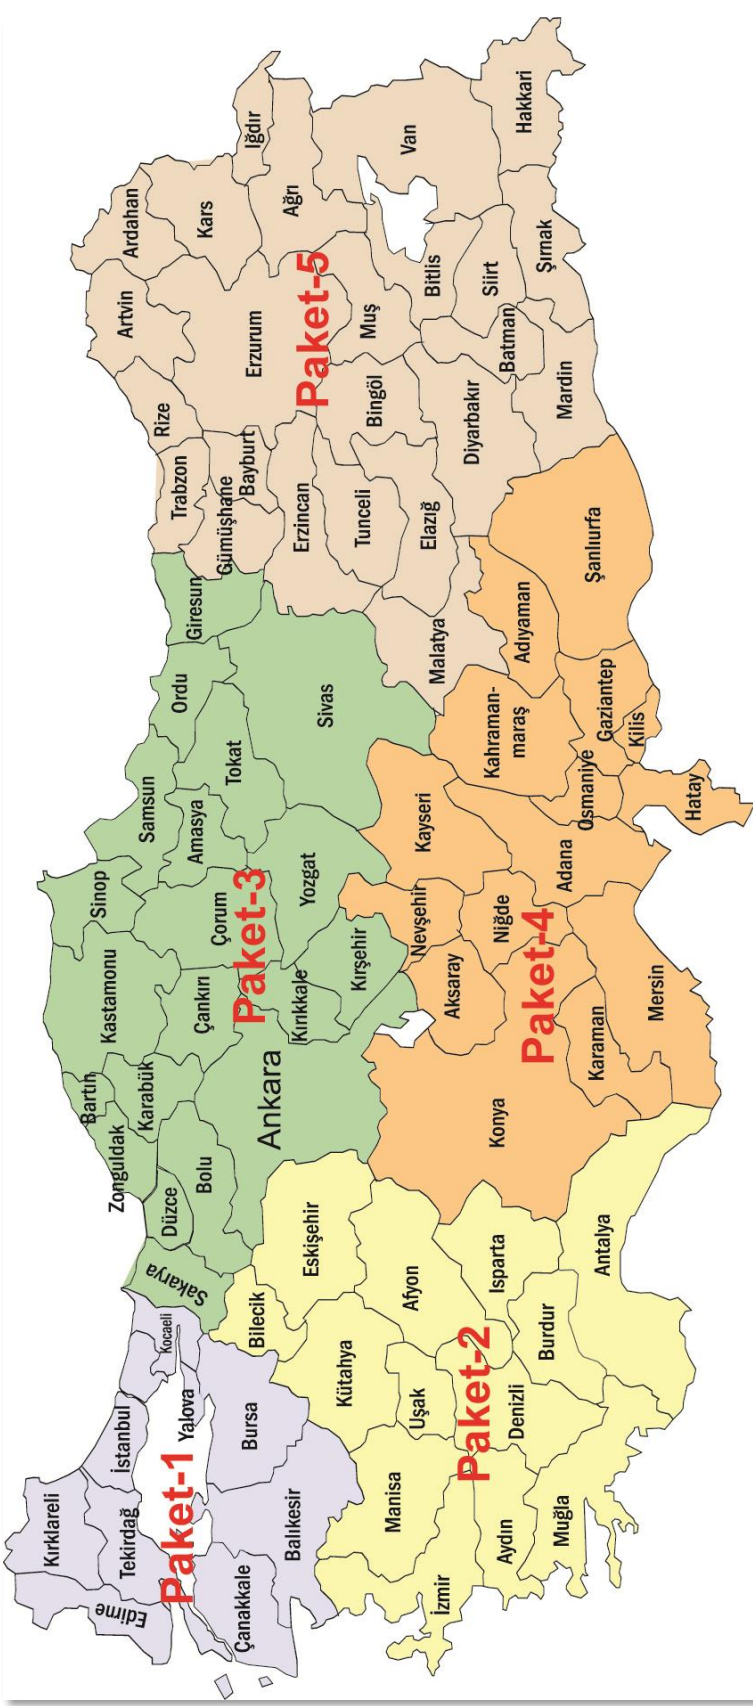 Kırklareli
Edirne
Tekirdağ
İstanbul
Kocaeli
Yalova
Paket-1
Çanakkale
Balıkesir
Bursa
Bilecik
Eskişehir
Kütahya
Manisa
Uşak
Afyon
İzmir
Aydın
Denizli
Paket-2
Isparta
Burdur
Muğla
Antalya
Sakarya
Düzce
Zonguldak
Bartın
Karabük
Bolu
Kastamonu
Sinop
Çankırı
Ankara
Çorum
Paket-3
Kırıkkale
Kırşehir
Yozgat
Samsun
Amasya
Tokat
Ordu
Giresun
Sivas
Konya
Aksaray
Nevşehir
Kayseri
Niğde
Paket-4
Karaman
Mersin
Adana
Osmaniye
Hatay
Kahraman-
maraş
Adıyaman
Gaziantep
Kilis
Şanlıurfa
Trabzon
Rize
Artvin
Ardahan
Gümüşhane
Bayburt
Erzurum
Kars
Iğdır
Ağrı
Erzincan
Tunceli
Bingöl
Muş
Paket-5
Malatya
Elazığ
Diyarbakır
Bitlis
Van
Batman
Siirt
Mardin
Şırnak
Hakkari